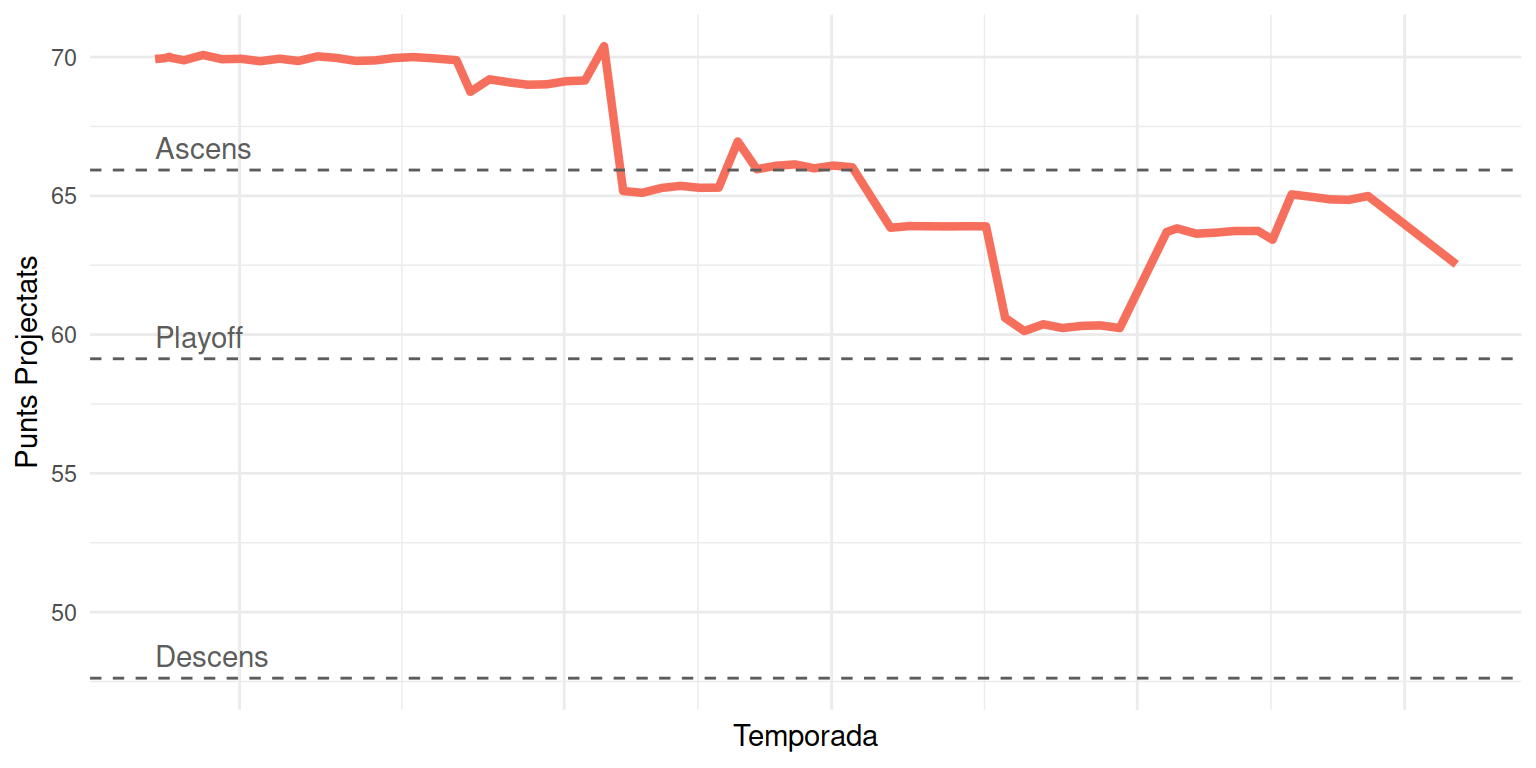 70
Ascens
65
Punts Projectats
Playoff
60
55
50
Descens
Temporada